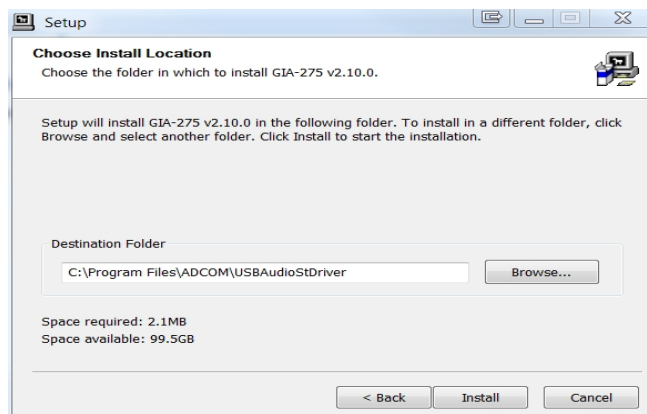 Setup
Choose Install Location
Choose the folder in which to install GIA-275 v2.10.0.
Setup will install GIA-275 v2.10.0 in the following folder. To install in a different folder, click
Browse and select another folder. Click Install to start the installation.
Destination Folder
C:\Program Files\ADCOM\USBAudioStDriver
Browse...
Space required: 2.1MB
Space available: 99.5GB
< Back
Install
Cancel